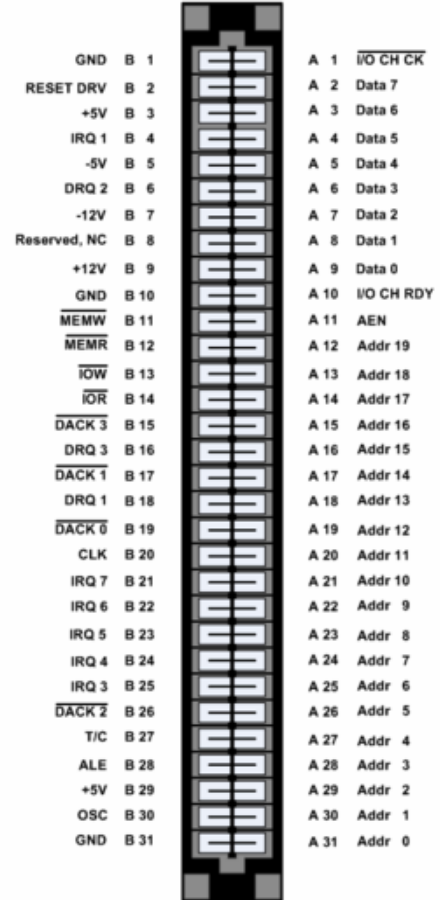 GND B 1 A 1 I/O CH CK
RESET DRV B 2 A 2 Data 7
+5V B 3 A 3 Data 6
IRQ 1 B 4 A 4 Data 5
-5V B 5 A 5 Data 4
DRQ 2 B 6 A 6 Data 3
-12V B 7 A 7 Data 2
Reserved, NC B 8 A 8 Data 1
+12V B 9 A 9 Data 0
GND B 10 A 10 I/O CH RDY
MEMW B 11 A 11 AEN
MEMR B 12 A 12 Addr 19
IOW B 13 A 13 Addr 18
IOR B 14 A 14 Addr 17
DACK 3 B 15 A 15 Addr 16
DRQ 3 B 16 A 16 Addr 15
DACK 1 B 17 A 17 Addr 14
DRQ 1 B 18 A 18 Addr 13
DACK 0 B 19 A 19 Addr 12
CLK B 20 A 20 Addr 11
IRQ 7 B 21 A 21 Addr 10
IRQ 6 B 22 A 22 Addr 9
IRQ 5 B 23 A 23 Addr 8
IRQ 4 B 24 A 24 Addr 7
IRQ 3 B 25 A 25 Addr 6
DACK 2 B 26 A 26 Addr 5
T/C B 27 A 27 Addr 4
ALE B 28 A 28 Addr 3
+5V B 29 A 29 Addr 2
OSC B 30 A 30 Addr 1
GND B 31 A 31 Addr 0